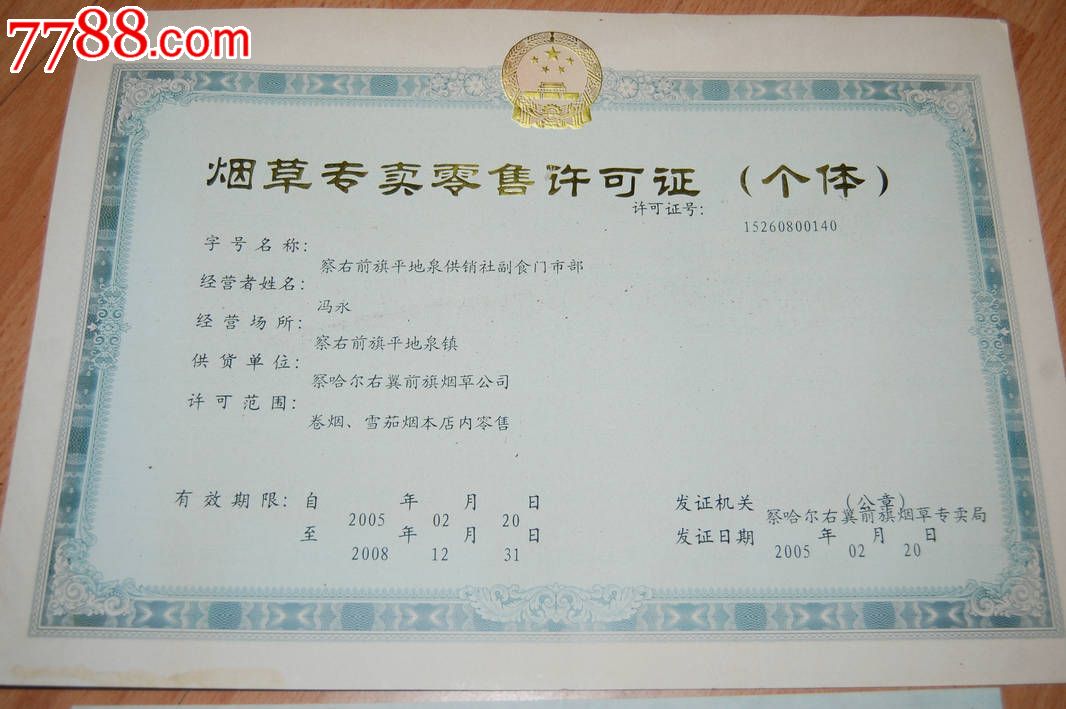 7788.com
烟草专卖零售许可证（个体）
许可证号：
15260800140
字号名称：
察右前旗平地泉供销社副食门市部
经营者姓名：
冯永
经营场所：
察右前旗平地泉镇
供货单位：
察哈尔右翼前旗烟草公司
许可范围：
卷烟、雪茄烟本店内零售
有效期限：自 年 月 日
2005 02 20
至 年 月 日
2008 12 31
发证机关 （公章）
察哈尔右翼前旗烟草专卖局
发证日期 年 月 日
2005 02 20